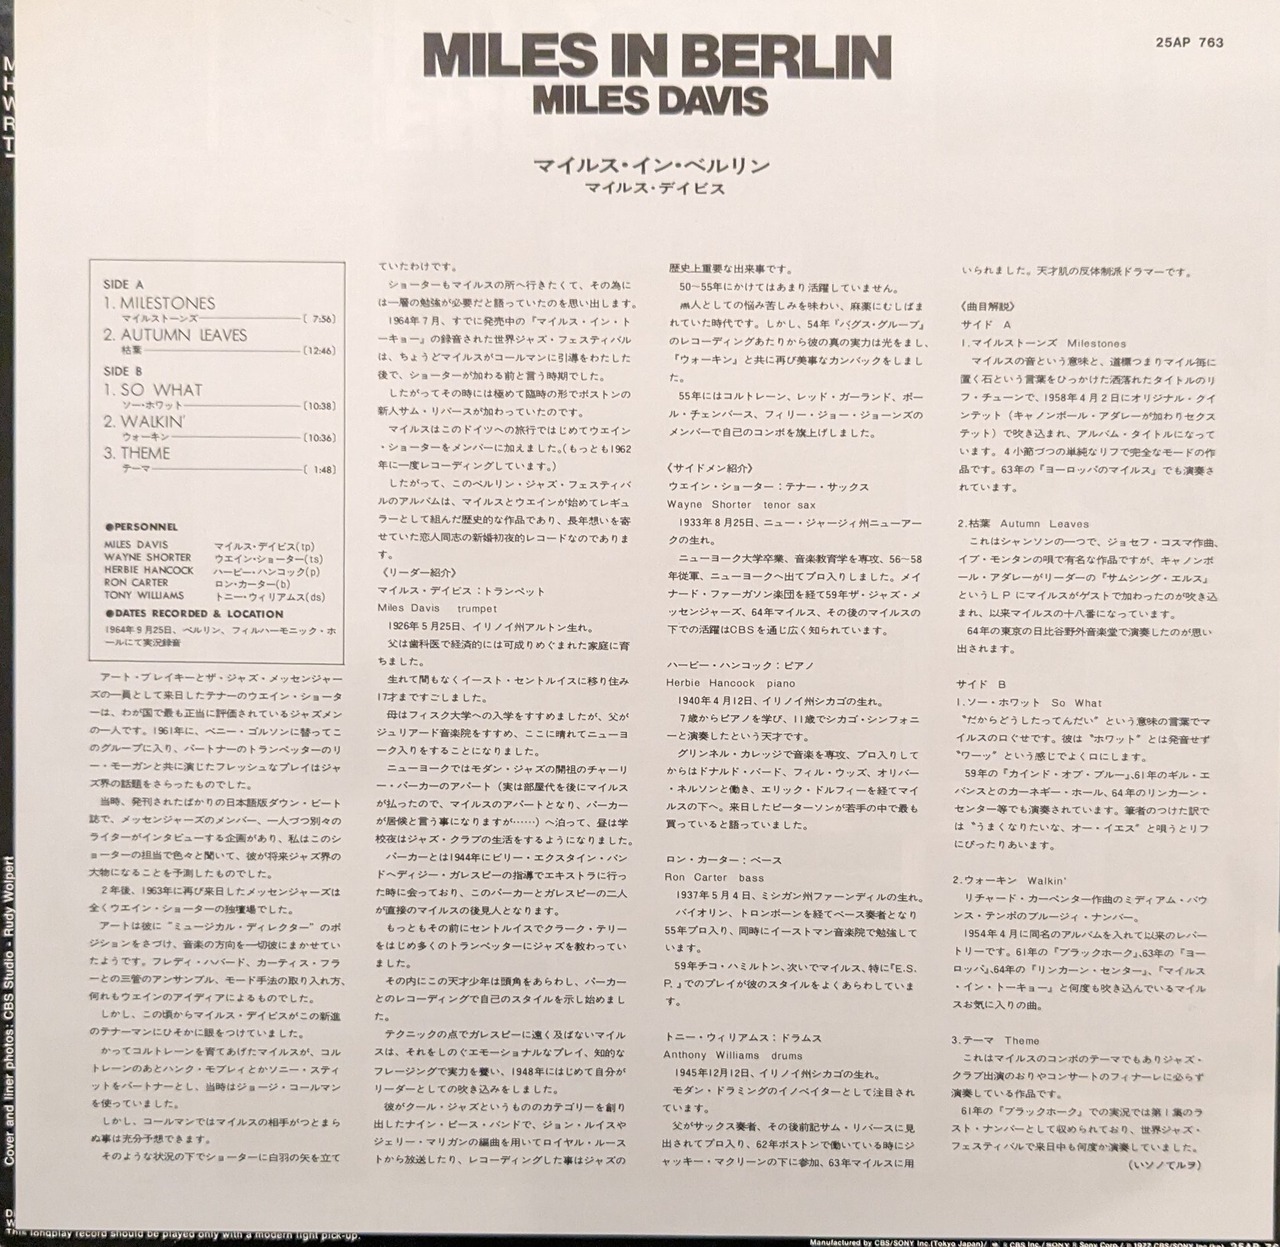 MILES IN BERLIN
MILES DAVIS
25AP 763
マイルス・イン・ベルリン
マイルス・デイビス
SIDE A
1. MILESTONES
マイルストーンズ ( 7:56)
2. AUTUMN LEAVES
枯葉 (12:46)
SIDE B
1. SO WHAT
ソー・ホワット (10:38)
2. WALKIN'
ウォーキン (10:36)
3. THEME
テーマ ( 1:48)
●PERSONNEL
MILES DAVIS マイルス・デイビス(tp)
WAYNE SHORTER ウエイン・ショーター(ts)
HERBIE HANCOCK ハービー・ハンコック(p)
RON CARTER ロン・カーター(b)
TONY WILLIAMS トニー・ウィリアムス(ds)
●DATES RECORDED & LOCATION
1964年9月25日、ベルリン、フィルハーモニック・ホ
ールにて実況録音
アート・ブレイキーとザ・ジャズ・メッセンジャー
ズの一員として来日したテナーのウエイン・ショータ
ーは、わが国で最も正当に評価されているジャズメン
の一人です。1961年に、ベニー・ゴルソンに替ってこ
のグループに入り、パートナーのトランペッターのリ
ー・モーガンと共に演じたフレッシュなプレイはジャ
ズ界の話題をさらったものでした。
当時、発刊されたばかりの日本語版ダウン・ビート
誌で、メッセンジャーズのメンバー、一人づつ別々の
ライターがインタビューする企画があり、私はこのシ
ョーターの担当で色々と聞いて、彼が将来ジャズ界の
大物になることを予測したものでした。
2年後、1963年に再び来日したメッセンジャーズは
全くウエイン・ショーターの独壇場でした。
アートは彼に“ミュージカル・ディレクター”のポ
ジションをさづけ、音楽の方向を一切彼にまかせてい
たようです。フレディ・ハバード、カーティス・フラ
ーとの三管のアンサンブル、モード手法の取り入れ方、
何れもウエインのアイディアによるものでした。
しかし、この頃からマイルス・デイビスがこの新進
のテナーマンにひそかに眼をつけていました。
かってコルトレーンを育てあげたマイルスが、コル
トレーンのあとハンク・モブレィとかソニー・スティ
ットをパートナーとし、当時はジョージ・コールマン
を使っていました。
しかし、コールマンではマイルスの相手がつとまら
ぬ事は充分予想できます。
そのような状況の下でショーターに白羽の矢を立て
ていたわけです。
ショーターもマイルスの所へ行きたくて、その為に
は一層の勉強が必要だと語っていたのを思い出します。
1964年7月、すでに発売中の『マイルス・イン・ト
ーキョー』の録音された世界ジャズ・フェスティバル
は、ちょうどマイルスがコールマンに引導をわたした
後で、ショーターが加わる前と言う時期でした。
したがってその時には極めて臨時の形でボストンの
新人サム・リバースが加わっていたのです。
マイルスはこのドイツへの旅行ではじめてウエイン
・ショーターをメンバーに加えました。(もっとも1962
年に一度レコーディングしています。)
したがって、このベルリン・ジャズ・フェスティバ
ルのアルバムは、マイルスとウエインが始めてレギュ
ラーとして組んだ歴史的な作品であり、長年想いを寄
せていた恋人同志の新婚初夜的レコードなのでありま
す。
《リーダー紹介》
マイルス・デイビス：トランペット
Miles Davis trumpet
1926年5月25日、イリノイ州アルトン生れ。
父は歯科医で経済的には可成りめぐまれた家庭に育
ちました。
生れて間もなくイースト・セントルイスに移り住み
17才まですごしました。
母はフィスク大学への入学をすすめましたが、父が
ジュリアード音楽院をすすめ、ここに晴れてニューヨ
ーク入りをすることになりました。
ニューヨークではモダン・ジャズの開祖のチャーリ
ー・パーカーのアパート（実は部屋代を後にマイルス
が払ったので、マイルスのアパートとなり、パーカー
が居候と言う事になりますが……）へ泊って、昼は学
校夜はジャズ・クラブの生活をするようになりました。
パーカーとは1944年にビリー・エクスタイン・バン
ドへディジー・ガレスピーの指導でエキストラに行っ
た時に会っており、このパーカーとガレスピーの二人
が直接のマイルスの後見人となります。
もっともその前にセントルイスでクラーク・テリー
をはじめ多くのトランペッターにジャズを教わってい
ました。
その内にこの天才少年は頭角をあらわし、パーカー
とのレコーディングで自己のスタイルを示し始めまし
た。
テクニックの点でガレスピーに遠く及ばないマイル
スは、それをしのぐエモーショナルなプレイ、知的な
フレージングで実力を養い、1948年にはじめて自分が
リーダーとしての吹き込みをしました。
彼がクール・ジャズというもののカテゴリーを創り
出したナイン・ピース・バンドで、ジョン・ルイスや
ジェリー・マリガンの編曲を用いてロイヤル・ルース
トから放送したり、レコーディングした事はジャズの
歴史上重要な出来事です。
50〜55年にかけてはあまり活躍していません。
黒人としての悩み苦しみを味わい、麻薬にむしばま
れていた時代です。しかし、54年『バグス・グループ』
のレコーディングあたりから彼の真の実力は光をまし、
『ウォーキン』と共に再び美事なカンバックをしまし
た。
55年にはコルトレーン、レッド・ガーランド、ポー
ル・チェンバース、フィリー・ジョー・ジョーンズの
メンバーで自己のコンボを旗上げしました。
《サイドメン紹介》
ウエイン・ショーター：テナー・サックス
Wayne Shorter tenor sax
1933年8月25日、ニュー・ジャージィ州ニューアー
クの生れ。
ニューヨーク大学卒業、音楽教育学を専攻、56〜58
年従軍、ニューヨークへ出てプロ入りしました。メイ
ナード・ファーガソン楽団を経て59年ザ・ジャズ・メ
ッセンジャーズ、64年マイルス、その後のマイルスの
下での活躍はCBSを通じ広く知られています。
ハービー・ハンコック：ピアノ
Herbie Hancock piano
1940年4月12日、イリノイ州シカゴの生れ。
7歳からピアノを学び、11歳でシカゴ・シンフォニ
ーと演奏したという天才です。
グリンネル・カレッジで音楽を専攻、プロ入りして
からはドナルド・バード、フィル・ウッズ、オリバー
・ネルソンと働き、エリック・ドルフィーを経てマイ
ルスの下へ。来日したピーターソンが若手の中で最も
買っていると語っていました。
ロン・カーター：ベース
Ron Carter bass
1937年5月4日、ミシガン州ファーンディルの生れ。
バイオリン、トロンボーンを経てベース奏者となり
55年プロ入り、同時にイーストマン音楽院で勉強して
います。
59年チコ・ハミルトン、次いでマイルス、特に『E.S.
P.』でのプレイが彼のスタイルをよくあらわしていま
す。
トニー・ウィリアムス：ドラムス
Anthony Williams drums
1945年12月12日、イリノイ州シカゴの生れ。
モダン・ドラミングのイノベイターとして注目され
ています。
父がサックス奏者、その後前記サム・リバースに見
出されてプロ入り、62年ボストンで働いている時にジ
ャッキー・マクリーンの下に参加、63年マイルスに用
いられました。天才肌の反体制派ドラマーです。
《曲目解説》
サイド A
1.マイルストーンズ Milestones
マイルスの音という意味と、道標つまりマイル毎に
置く石という言葉をひっかけた洒落れたタイトルのリ
フ・チューンで、1958年4月2日にオリジナル・クイ
ンテット（キャノンボール・アダレーが加わりセクス
テット）で吹き込まれ、アルバム・タイトルになって
います。4小節づつの単純なリフで完全なモードの作
品です。63年の『ヨーロッパのマイルス』でも演奏さ
れています。
2.枯葉 Autumn Leaves
これはシャンソンの一つで、ジョセフ・コスマ作曲、
イブ・モンタンの唄で有名な作品ですが、キャノンボ
ール・アダレーがリーダーの『サムシング・エルス』
というLPにマイルスがゲストで加わったのが吹き込
まれ、以来マイルスの十八番になっています。
64年の東京の日比谷野外音楽堂で演奏したのが思い
出されます。
サイド B
1.ソー・ホワット So What
“だからどうしたってんだい”という意味の言葉でマ
イルスの口ぐせです。彼は“ホワット”とは発音せず
“ワーッ”という感じでよく口にします。
59年の『カインド・オブ・ブルー』、61年のギル・エ
バンスとのカーネギー・ホール、64年のリンカーン・
センター等でも演奏されています。筆者のつけた訳で
は“うまくなりたいな、オー・イエス”と唄うとリフ
にぴったりあいます。
2.ウォーキン Walkin'
リチャード・カーペンター作曲のミディアム・バウ
ンス・テンポのブルージィ・ナンバー。
1954年4月に同名のアルバムを入れて以来のレパー
トリーです。61年の『ブラックホーク』、63年の『ヨー
ロッパ』、64年の『リンカーン・センター』、『マイルス
・イン・トーキョー』と何度も吹き込んでいるマイル
スお気に入りの曲。
3.テーマ Theme
これはマイルスのコンボのテーマでもありジャズ・
クラブ出演のおりやコンサートのフィナーレに必らず
演奏している作品です。
61年の『ブラックホーク』での実況では第1集のラ
スト・ナンバーとして収められており、世界ジャズ・
フェスティバルで来日中も何度か演奏していました。
（いソノてルヲ）
Cover and liner photos: CBS Studio - Rudy Wolpert
This longplay record should be played only with a modern light pick-up.
Manufactured by CBS/SONY Inc.(Tokyo Japan)/